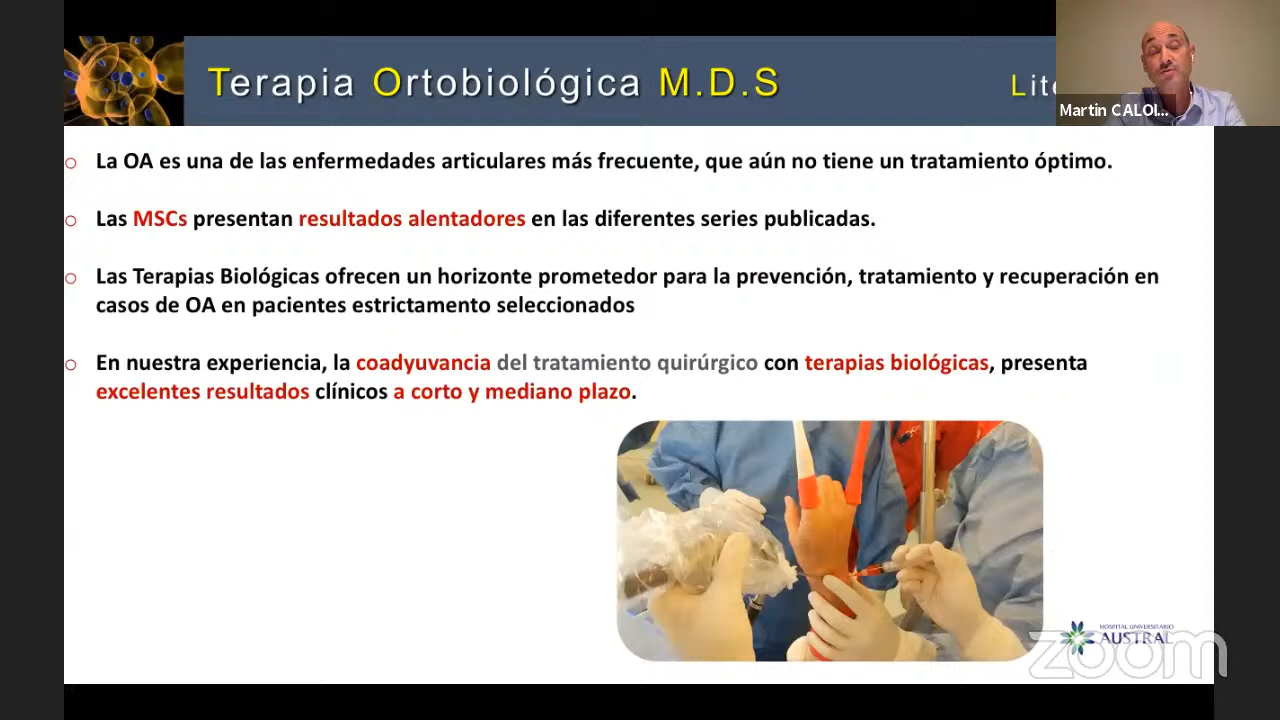 Terapia Ortobiológica M.D.S
Martin CALOI...
La OA es una de las enfermedades articulares más frecuente, que aún no tiene un tratamiento óptimo.
Las MSCs presentan resultados alentadores en las diferentes series publicadas.
Las Terapias Biológicas ofrecen un horizonte prometedor para la prevención, tratamiento y recuperación en
casos de OA en pacientes estrictamento seleccionados
En nuestra experiencia, la coadyuvancia del tratamiento quirúrgico con terapias biológicas, presenta
excelentes resultados clínicos a corto y mediano plazo.
HOSPITAL UNIVERSITARIO
AUSTRAL
zoom